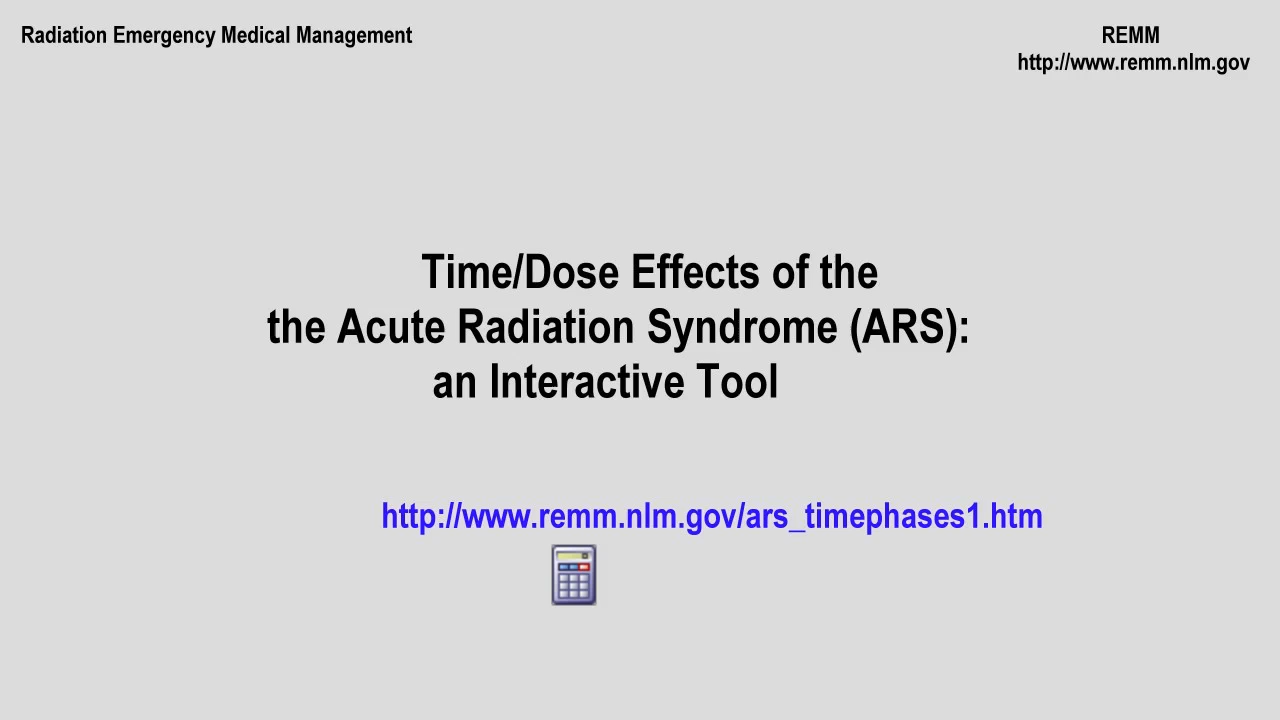 Radiation Emergency Medical Management
REMM
http://www.remm.nlm.gov
Time/Dose Effects of the
the Acute Radiation Syndrome (ARS):
an Interactive Tool
http://www.remm.nlm.gov/ars_timephases1.htm